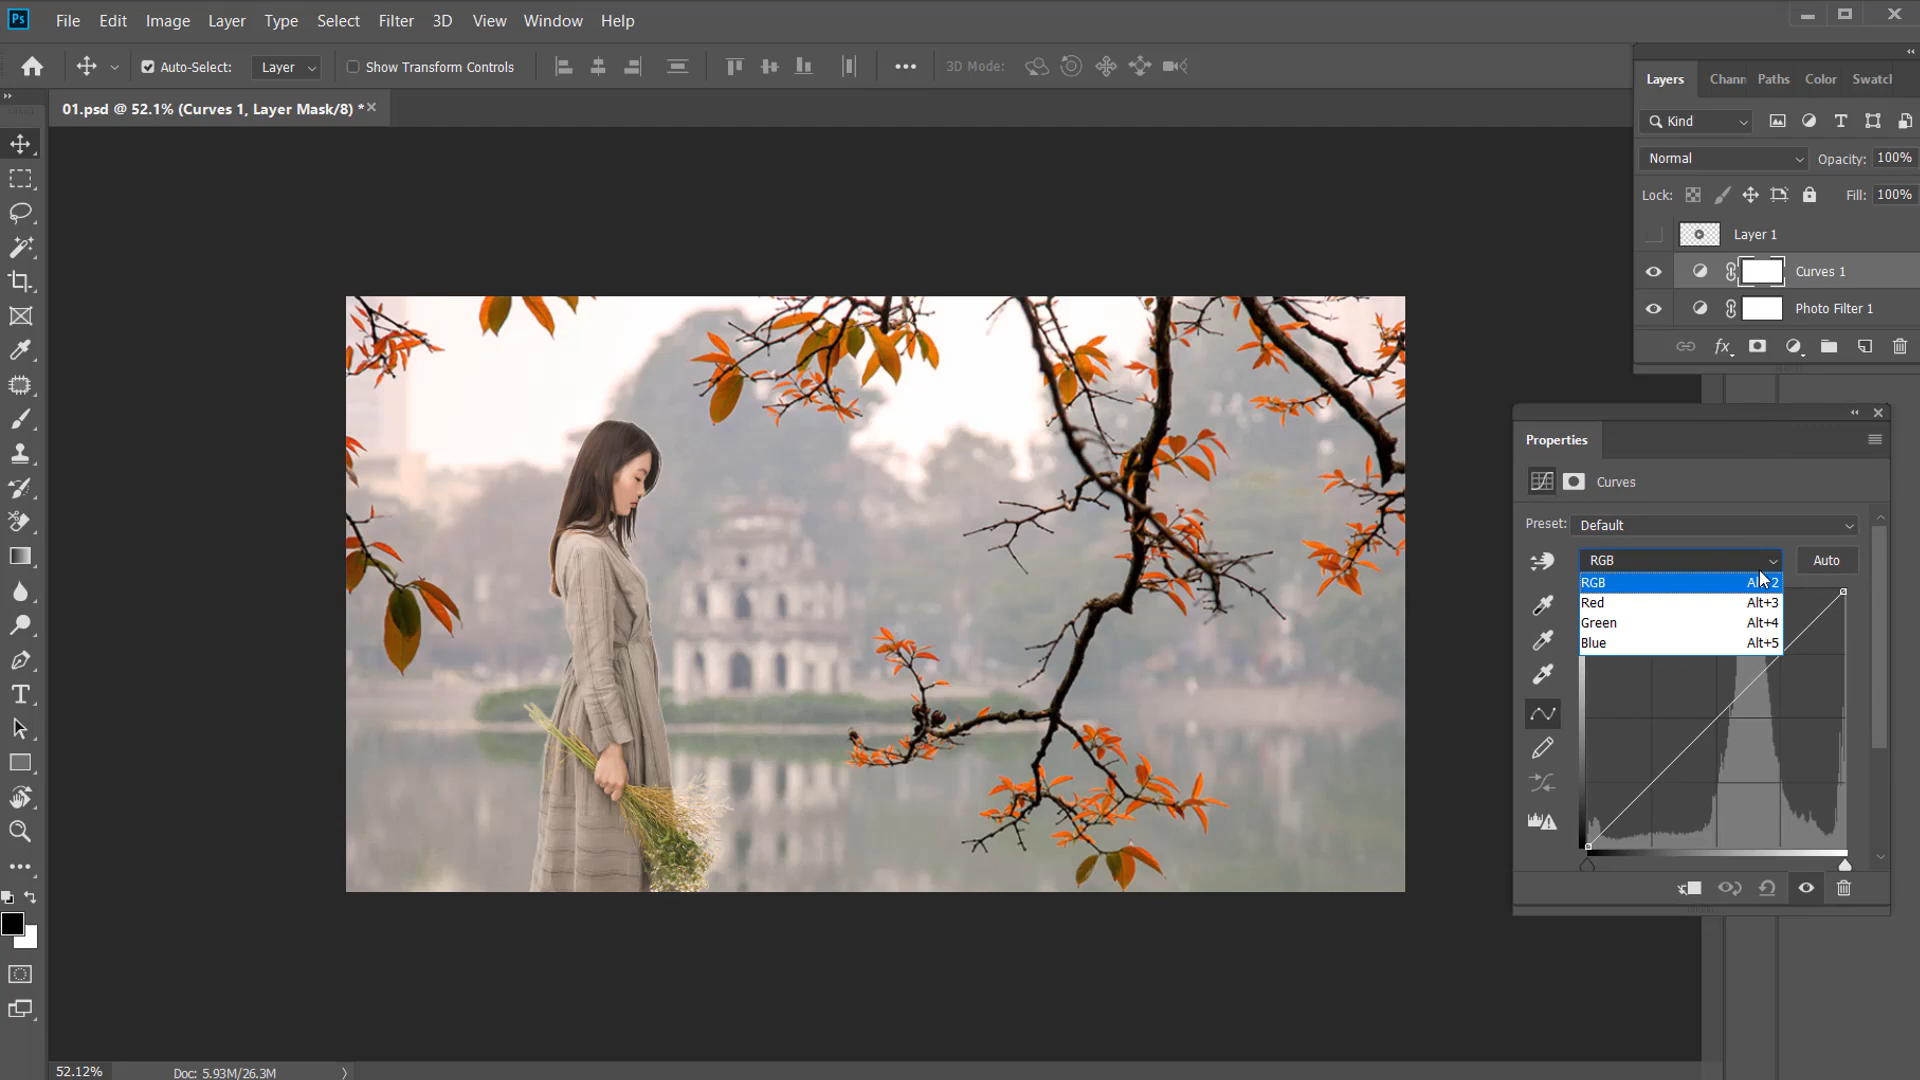 Ps File Edit Image Layer Type Select Filter 3D View Window Help
Auto-Select: Layer Show Transform Controls 3D Mode:
01.psd @ 52.1% (Curves 1, Layer Mask/8) *
Layers Chann Paths Color Swatcl
Kind
Normal Opacity: 100%
Lock: Fill: 100%
Layer 1
Curves 1
Photo Filter 1
fx
Properties
Curves
Preset: Default
RGB Auto
RGB
Red Alt+3
Green Alt+4
Blue Alt+5
52.12% Doc: 5.93M/26.3M